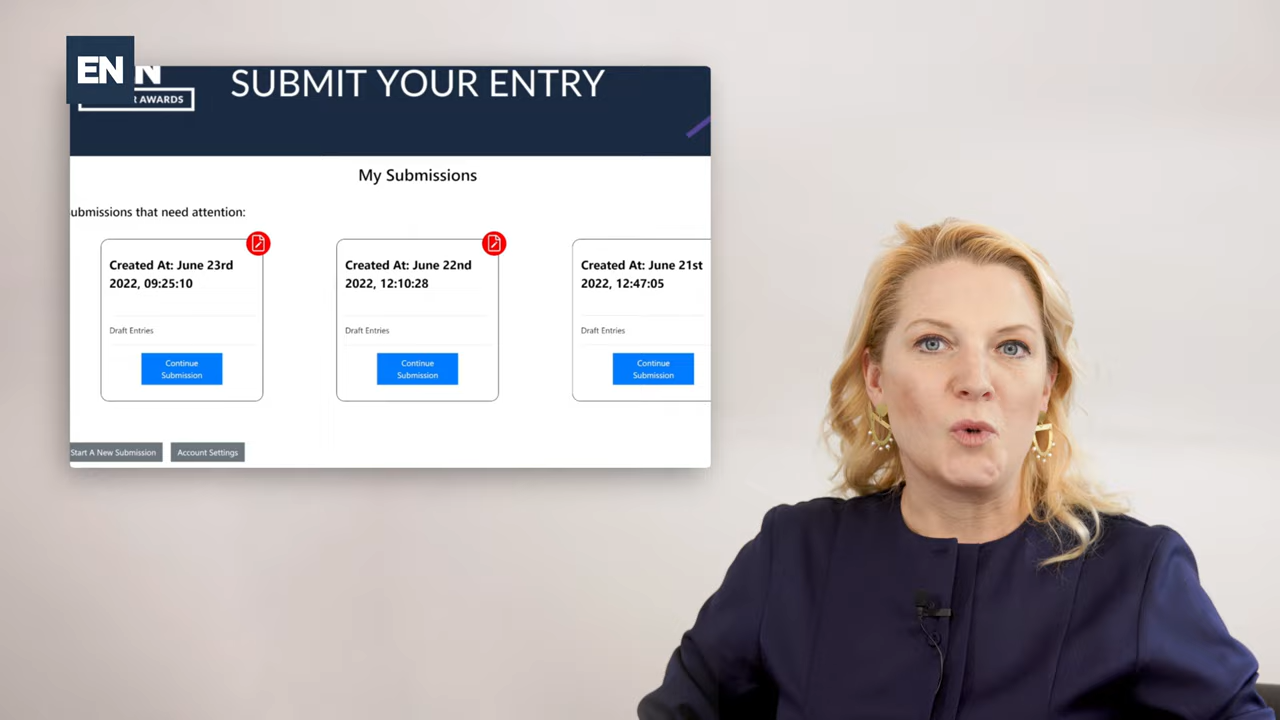 EN
N
R AWARDS
SUBMIT YOUR ENTRY
My Submissions
ubmissions that need attention:
Created At: June 23rd
2022, 09:25:10
Draft Entries
Continue
Submission
Created At: June 22nd
2022, 12:10:28
Draft Entries
Continue
Submission
Created At: June 21st
2022, 12:47:05
Draft Entries
Continue
Submission
Start A New Submission
Account Settings